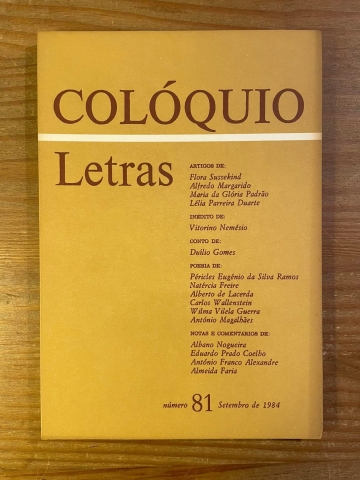 COLÓQUIO
Letras
ARTIGOS DE:
Flora Sussekind
Alfredo Margarido
Maria da Glória Padrão
Lélia Parreira Duarte
INÉDITO DE:
Vitorino Nemésio
CONTO DE:
Duílio Gomes
POESIA DE:
Péricles Eugênio da Silva Ramos
Natércia Freire
Alberto de Lacerda
Carlos Wallenstein
Wilma Vilela Guerra
António Magalhães
NOTAS E COMENTÁRIOS DE:
Albano Nogueira
Eduardo Prado Coelho
António Franco Alexandre
Almeida Faria
número 81 Setembro de 1984